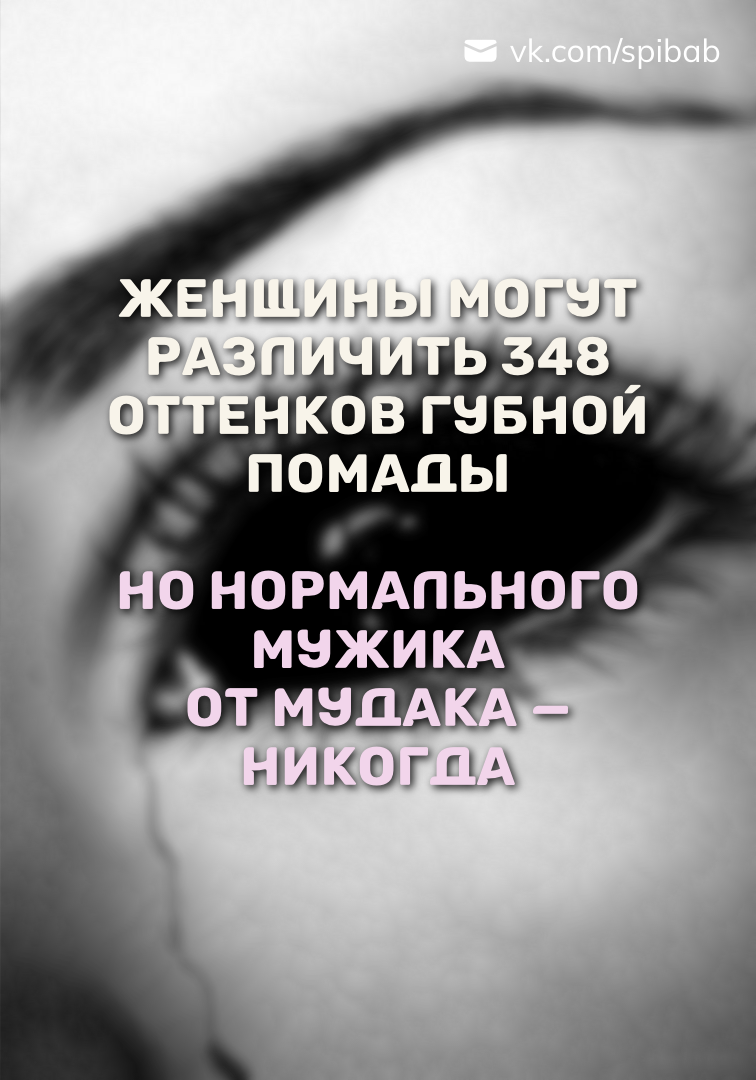 vk.com/spibab
ЖЕНЩИНЫ МОГУТ
РАЗЛИЧИТЬ 348
ОТТЕНКОВ ГУБНОЙ
ПОМАДЫ
НО НОРМАЛЬНОГО
МУЖИКА
ОТ МУДАКА —
НИКОГДА